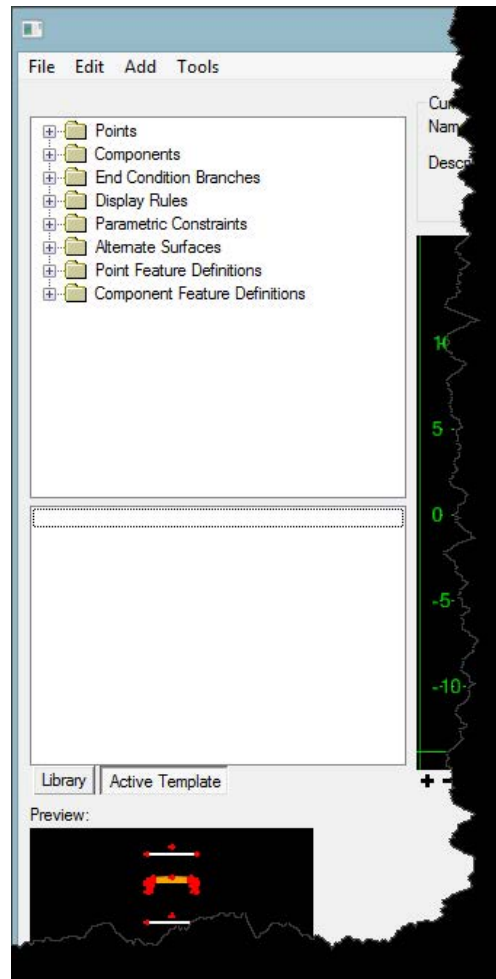 File Edit Add Tools
Points
Components
End Condition Branches
Display Rules
Parametric Constraints
Alternate Surfaces
Point Feature Definitions
Component Feature Definitions
5
0
-5
-10
Library Active Template
Preview: